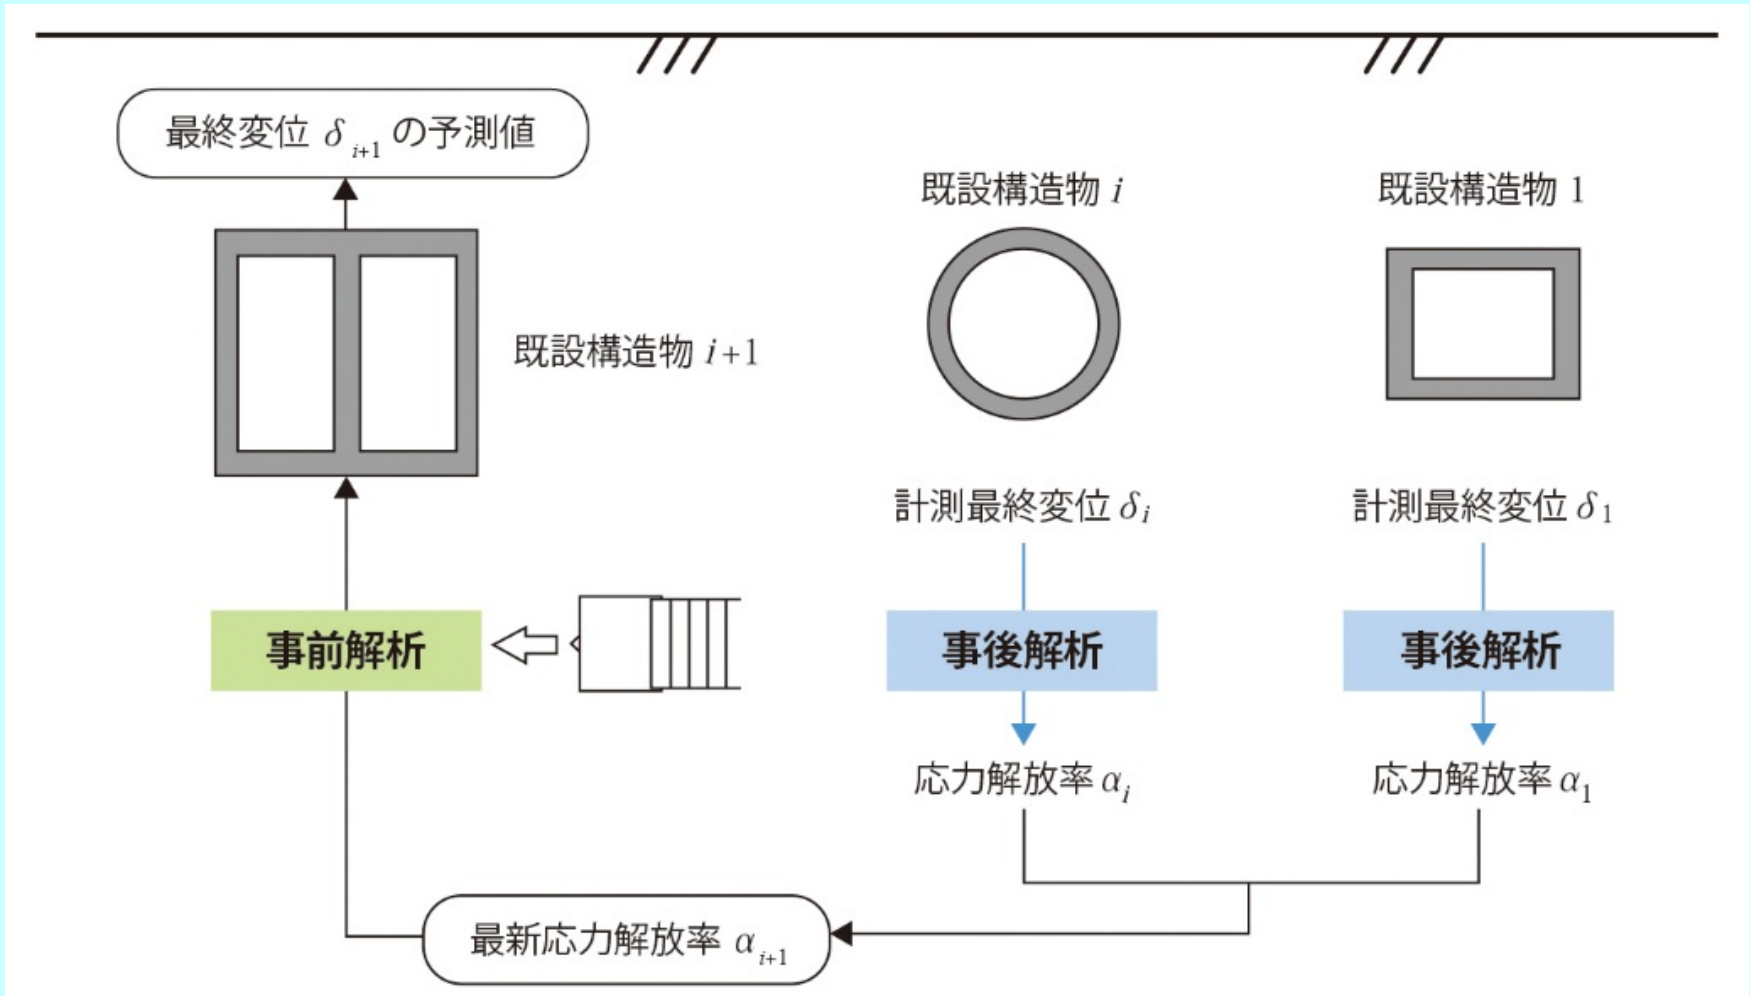 最終変位 δ i+1 の予測値
既設構造物 i
既設構造物 1
既設構造物 i+1
計測最終変位 δi
計測最終変位 δ1
事前解析
事後解析
事後解析
応力解放率 αi
応力解放率 α1
最新応力解放率 α i+1